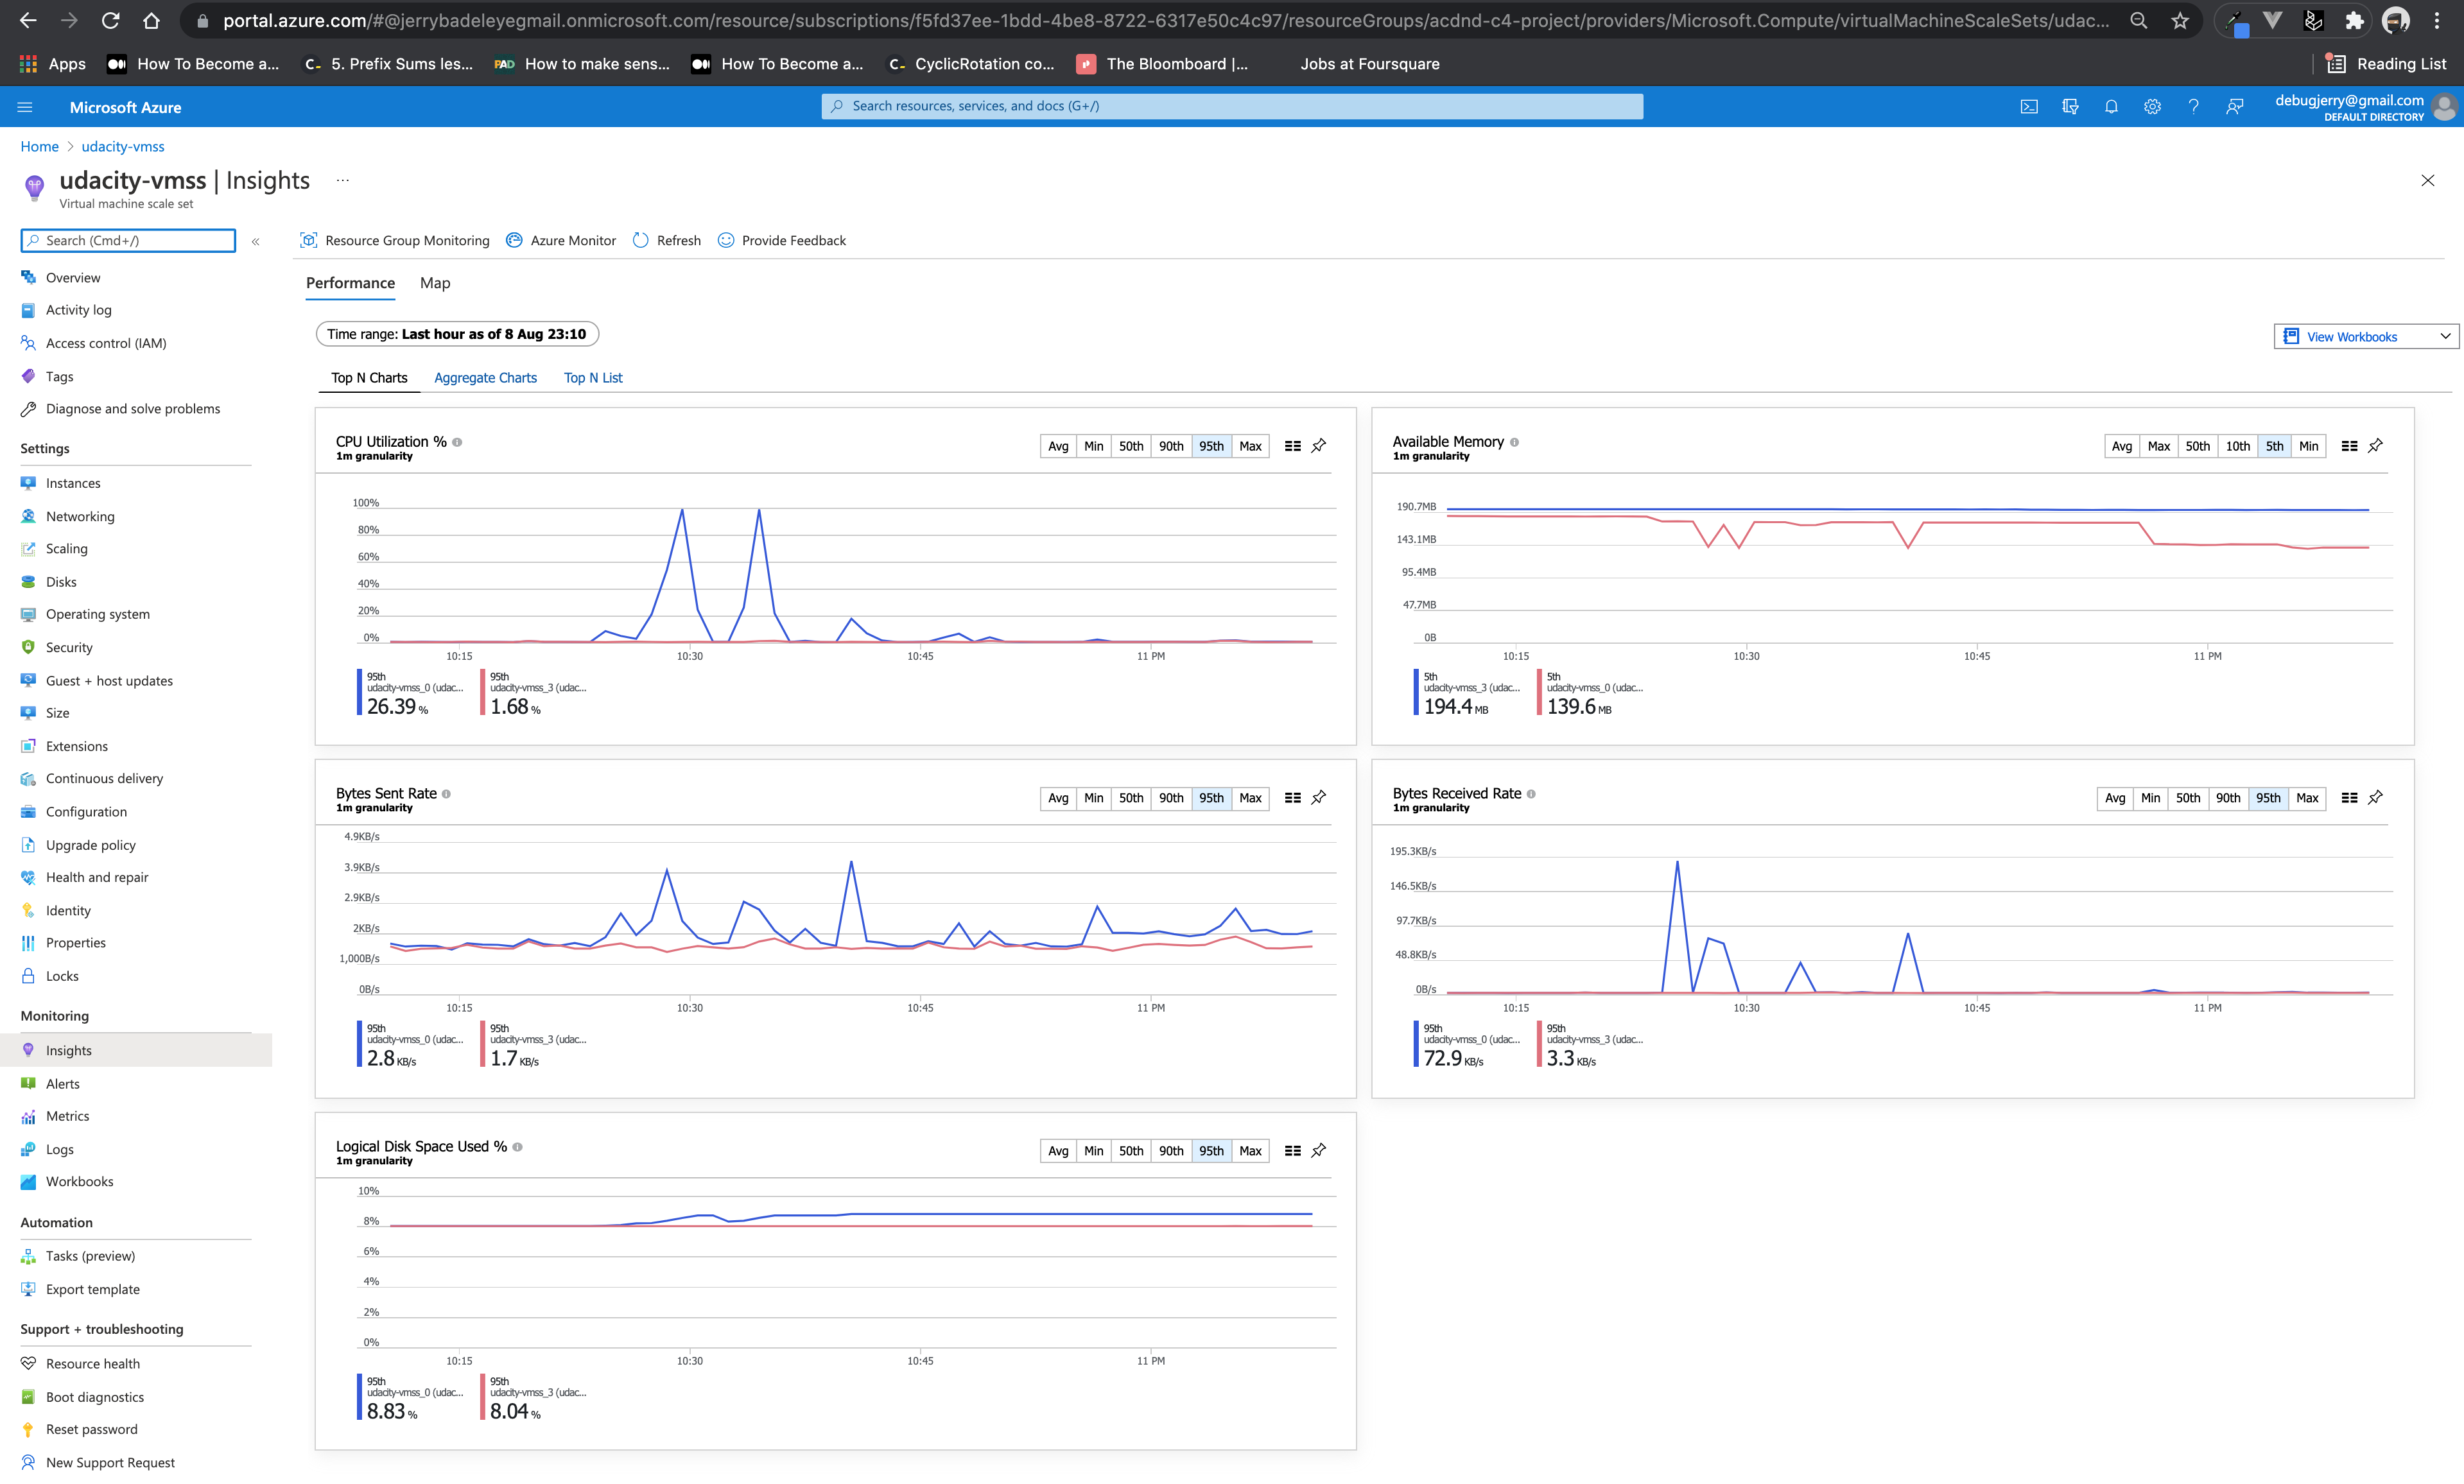 portal.azure.com/#@jerrybadeleyegmail.onmicrosoft.com/resource/subscriptions/f5fd37ee-1bdd-4be8-8722-6317e50c4c97/resourceGroups/acdnd-c4-project/providers/Microsoft.Compute/virtualMachineScaleSets/udac...
Apps How To Become a... C_ 5. Prefix Sums les... PAD How to make sens... How To Become a... C_ CyclicRotation co... The Bloomboard |... Jobs at Foursquare Reading List
Microsoft Azure Search resources, services, and docs (G+/) debugjerry@gmail.com
DEFAULT DIRECTORY
Home > udacity-vmss
udacity-vmss | Insights ...
Virtual machine scale set
Search (Cmd+/) «
Resource Group Monitoring Azure Monitor Refresh Provide Feedback
Overview
Activity log
Access control (IAM)
Tags
Diagnose and solve problems
Settings
Instances
Networking
Scaling
Disks
Operating system
Security
Guest + host updates
Size
Extensions
Continuous delivery
Configuration
Upgrade policy
Health and repair
Identity
Properties
Locks
Monitoring
Insights
Alerts
Metrics
Logs
Workbooks
Automation
Tasks (preview)
Export template
Support + troubleshooting
Resource health
Boot diagnostics
Reset password
New Support Request
Performance Map
Time range: Last hour as of 8 Aug 23:10
View Workbooks
Top N Charts Aggregate Charts Top N List
CPU Utilization %
1m granularity
Avg Min 50th 90th 95th Max
100%
80%
60%
40%
20%
0%
10:15 10:30 10:45 11 PM
95th 95th
udacity-vmss_0 (udac... udacity-vmss_3 (udac...
26.39 % 1.68 %
Available Memory
1m granularity
Avg Max 50th 10th 5th Min
190.7MB
143.1MB
95.4MB
47.7MB
0B
10:15 10:30 10:45 11 PM
5th 5th
udacity-vmss_3 (udac... udacity-vmss_0 (udac...
194.4 MB 139.6 MB
Bytes Sent Rate
1m granularity
Avg Min 50th 90th 95th Max
4.9KB/s
3.9KB/s
2.9KB/s
2KB/s
1,000B/s
0B/s
10:15 10:30 10:45 11 PM
95th 95th
udacity-vmss_0 (udac... udacity-vmss_3 (udac...
2.8 KB/s 1.7 KB/s
Bytes Received Rate
1m granularity
Avg Min 50th 90th 95th Max
195.3KB/s
146.5KB/s
97.7KB/s
48.8KB/s
0B/s
10:15 10:30 10:45 11 PM
95th 95th
udacity-vmss_0 (udac... udacity-vmss_3 (udac...
72.9 KB/s 3.3 KB/s
Logical Disk Space Used %
1m granularity
Avg Min 50th 90th 95th Max
10%
8%
6%
4%
2%
0%
10:15 10:30 10:45 11 PM
95th 95th
udacity-vmss_0 (udac... udacity-vmss_3 (udac...
8.83 % 8.04 %